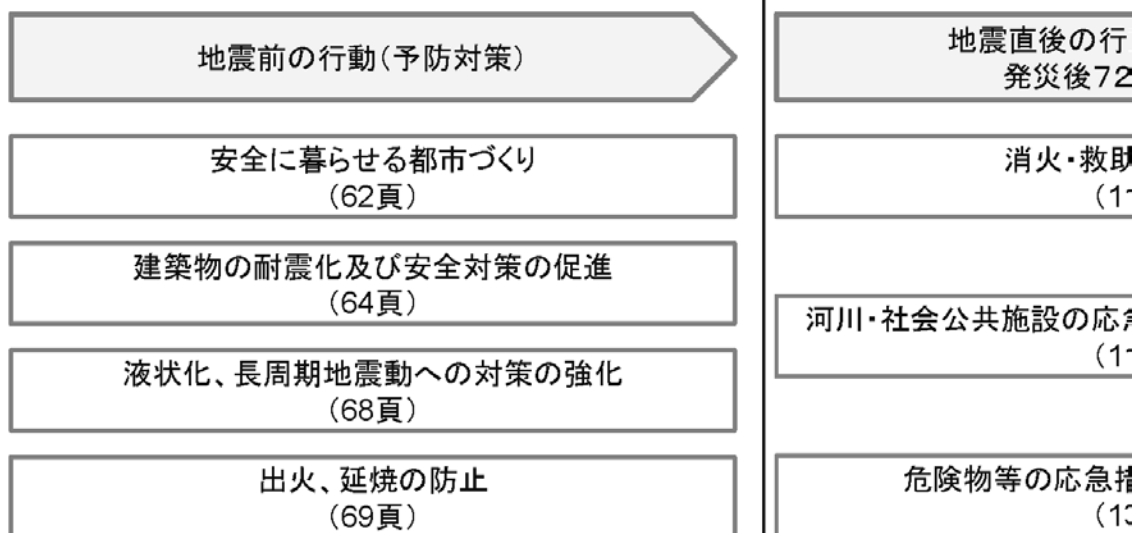 地震前の行動（予防対策）
安全に暮らせる都市づくり
（62頁）
建築物の耐震化及び安全対策の促進
（64頁）
液状化、長周期地震動への対策の強化
（68頁）
出火、延焼の防止
（69頁）
地震直後の行
発災後72
消火・救助
（1
河川・社会公共施設の応急
（1
危険物等の応急措
（13